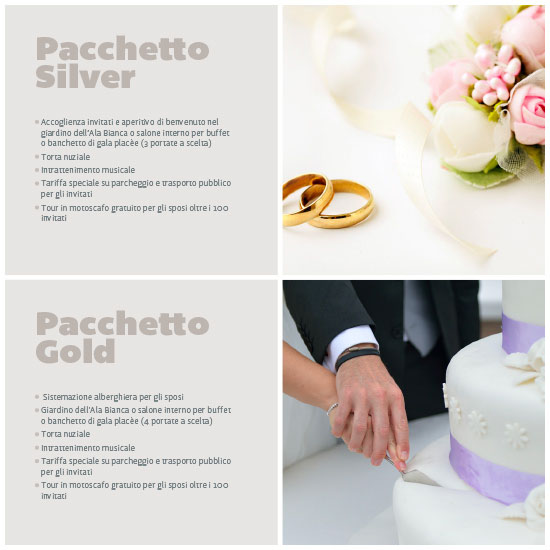 Pacchetto
Silver
Accoglienza invitati e aperitivo di benvenuto nel
giardino dell'Ala Bianca o salone interno per buffet
o banchetto di gala placèe (3 portate a scelta)
Torta nuziale
Intrattenimento musicale
Tariffa speciale su parcheggio e trasporto pubblico
per gli invitati
Tour in motoscafo gratuito per gli sposi oltre i 100
invitati
Pacchetto
Gold
Sistemazione alberghiera per gli sposi
Giardino dell'Ala Bianca o salone interno per buffet
o banchetto di gala placèe (4 portate a scelta)
Torta nuziale
Intrattenimento musicale
Tariffa speciale su parcheggio e trasporto pubblico
per gli invitati
Tour in motoscafo gratuito per gli sposi oltre i 100
invitati